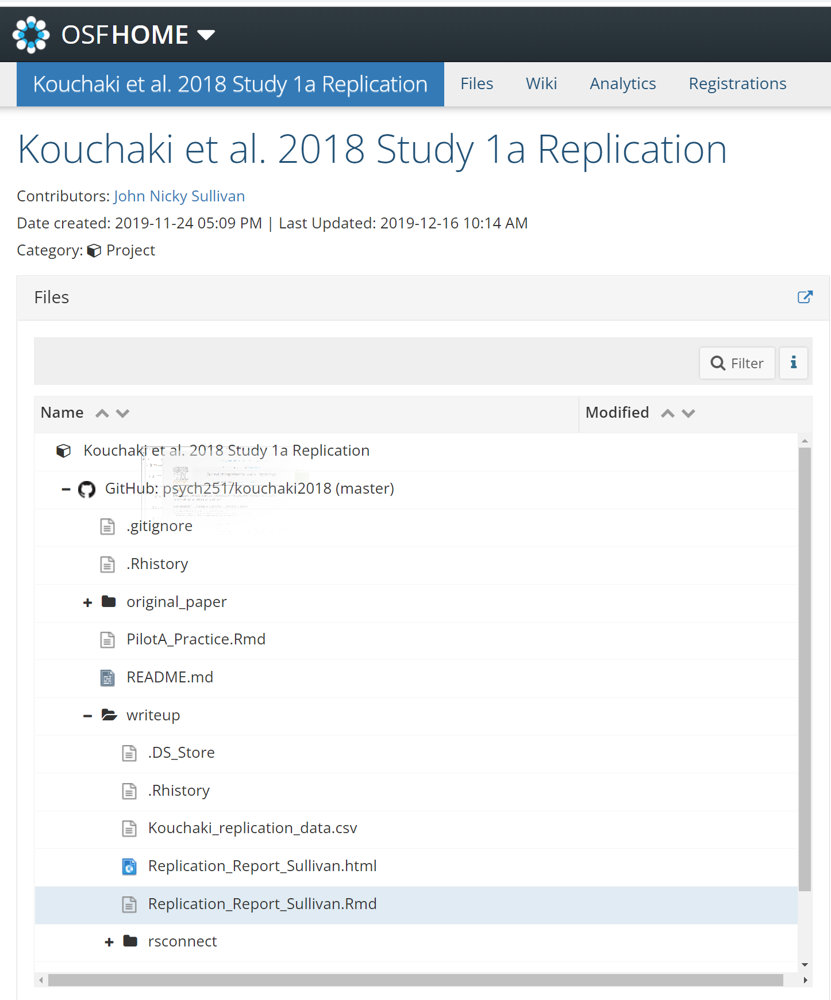 OSFHOME
Kouchaki et al. 2018 Study 1a Replication Files Wiki Analytics Registrations
Kouchaki et al. 2018 Study 1a Replication
Contributors: John Nicky Sullivan
Date created: 2019-11-24 05:09 PM | Last Updated: 2019-12-16 10:14 AM
Category: Project
Files
Filter
Name Modified
Kouchaki et al. 2018 Study 1a Replication
GitHub: psych251/kouchaki2018 (master)
.gitignore
.Rhistory
original_paper
PilotA_Practice.Rmd
README.md
writeup
.DS_Store
.Rhistory
Kouchaki_replication_data.csv
Replication_Report_Sullivan.html
Replication_Report_Sullivan.Rmd
rsconnect